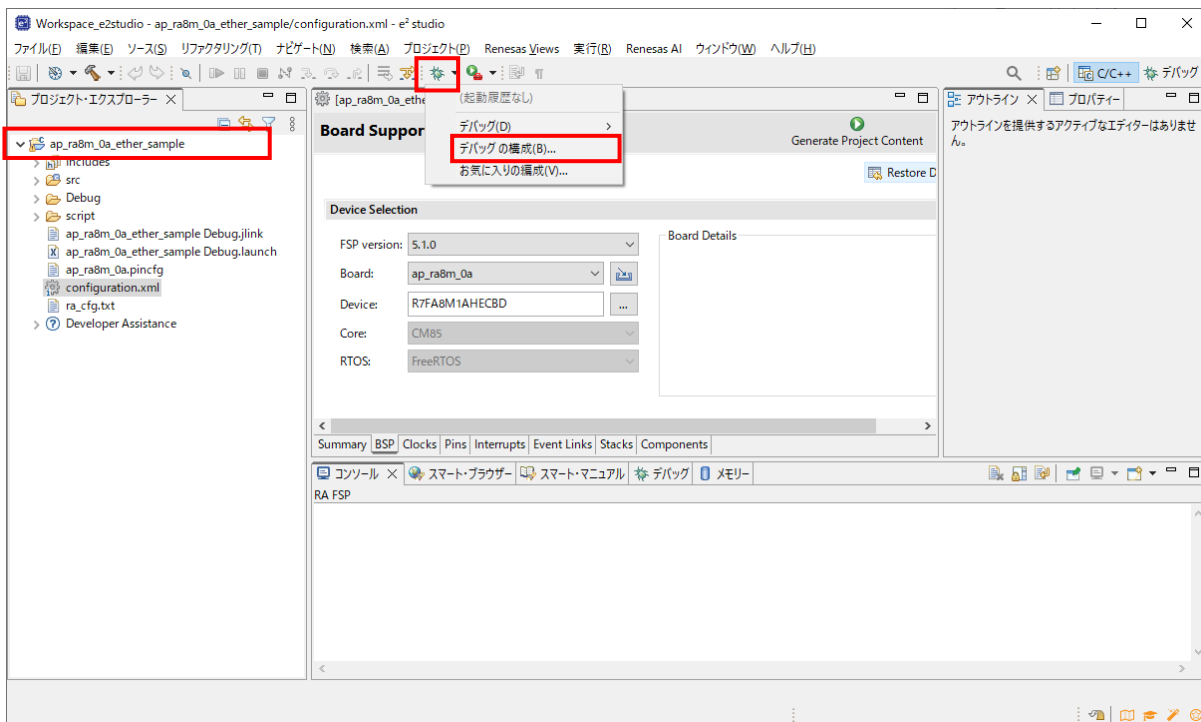 Workspace_e2studio - ap_ra8m_0a_ether_sample/configuration.xml - e² studio
ファイル(F) 編集(E) ソース(S) リファクタリング(T) ナビゲート(N) 検索(A) プロジェクト(P) Renesas Views 実行(R) Renesas AI ウィンドウ(W) ヘルプ(H)
C/C++ デバッグ
プロジェクト・エクスプローラー
ap_ra8m_0a_ether_sample
Includes
src
Debug
script
ap_ra8m_0a_ether_sample Debug.jlink
ap_ra8m_0a_ether_sample Debug.launch
ap_ra8m_0a.pincfg
configuration.xml
ra_cfg.txt
Developer Assistance
[ap_ra8m_0a_ethe
(起動履歴なし)
デバッグ(D)
デバッグ の構成(B)...
お気に入りの構成(V)...
Board Suppor
Generate Project Content
Restore D
Device Selection
FSP version: 5.1.0
Board: ap_ra8m_0a
Device: R7FA8M1AHECBD ...
Core: CM85
RTOS: FreeRTOS
Board Details
Summary BSP Clocks Pins Interrupts Event Links Stacks Components
アウトライン プロパティー
アウトラインを提供するアクティブなエディターはありませ
ん。
コンソール スマート・ブラウザー スマート・マニュアル デバッグ メモリー
RA FSP